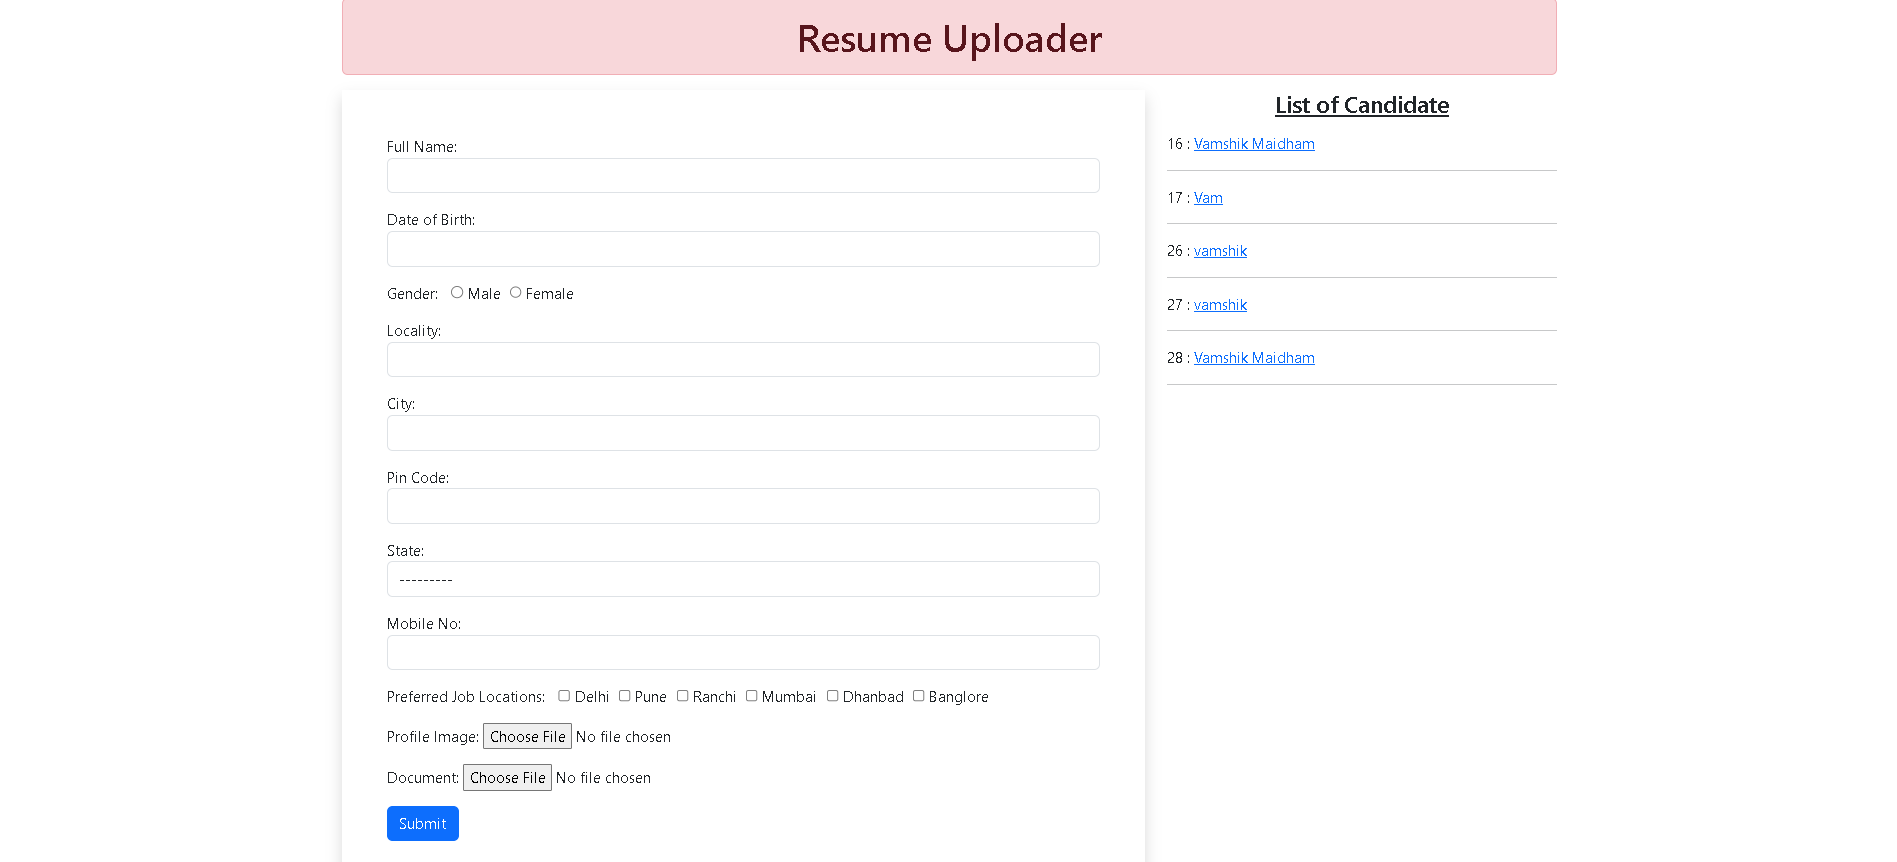 Resume Uploader
Full Name:
Date of Birth:
Gender: Male Female
Locality:
City:
Pin Code:
State:
---------
Mobile No:
Preferred Job Locations: Delhi Pune Ranchi Mumbai Dhanbad Banglore
Profile Image: Choose File No file chosen
Document: Choose File No file chosen
Submit
List of Candidate
16 : Vamshik Maidham
17 : Vam
26 : vamshik
27 : vamshik
28 : Vamshik Maidham